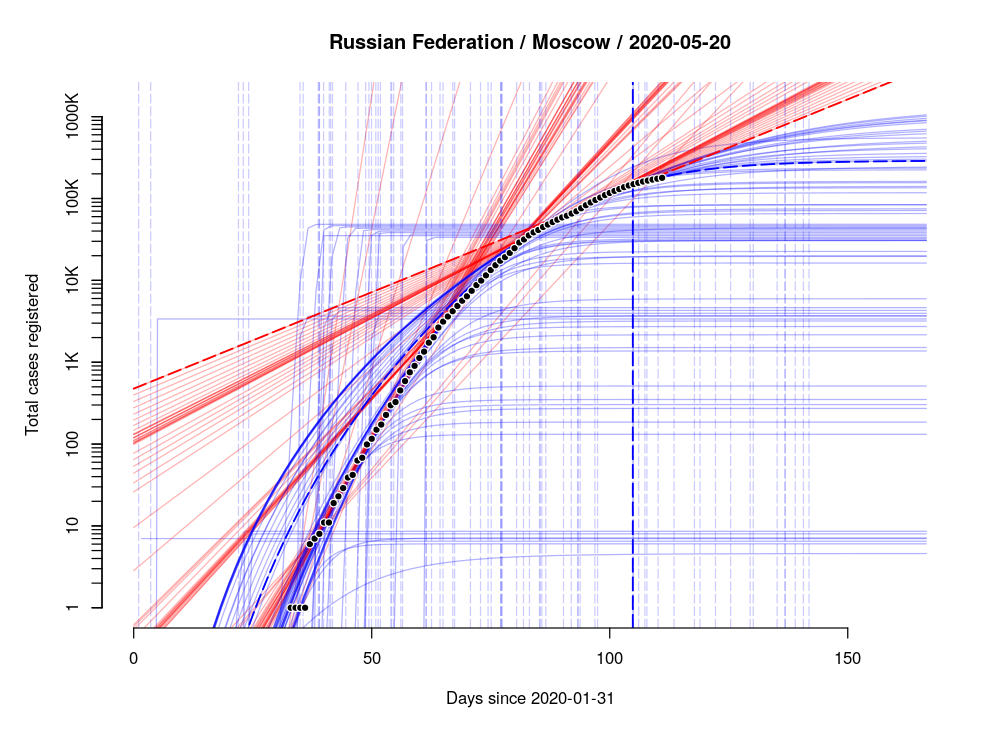 Russian Federation / Moscow / 2020-05-20
Total cases registered
1000K
100K
10K
1K
100
10
1
0 50 100 150
Days since 2020-01-31